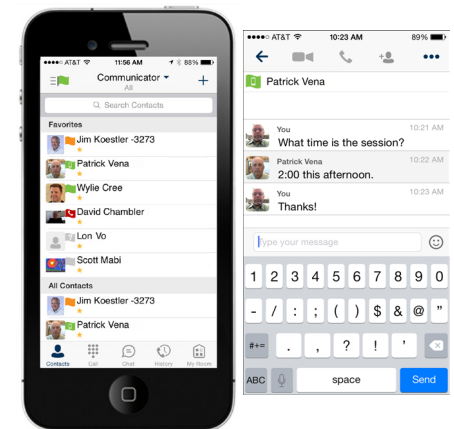 AT&T 11:56 AM 88%
Communicator
All
Search Contacts
Favorites
Jim Koestler -3273
Patrick Vena
Wylie Cree
David Chambler
Lon Vo
Scott Mabi
All Contacts
Jim Koestler -3273
Patrick Vena
Contacts Call Chat History My Room
AT&T 10:23 AM 89%
Patrick Vena
You 10:21 AM
What time is the session?
Patrick Vena 10:22 AM
2:00 this afternoon.
You 10:23 AM
Thanks!
Type your message
1 2 3 4 5 6 7 8 9 0
- / : ; ( ) $ & @ "
#+= . , ? ! '
ABC space Send